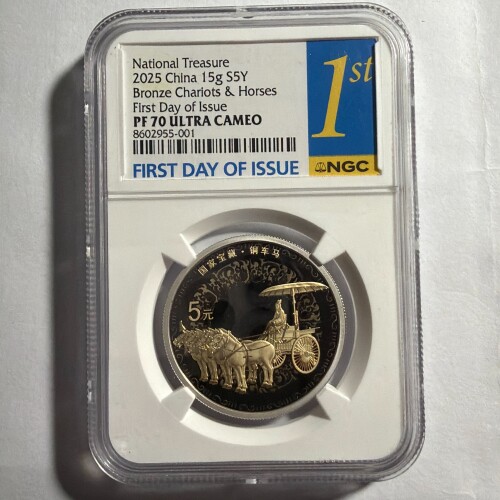 National Treasure
2025 China 15g S5Y
Bronze Chariots & Horses
First Day of Issue
PF 70 ULTRA CAMEO
8602955-001
FIRST DAY OF ISSUE
1st
NGC
国家宝藏·铜车马
5元